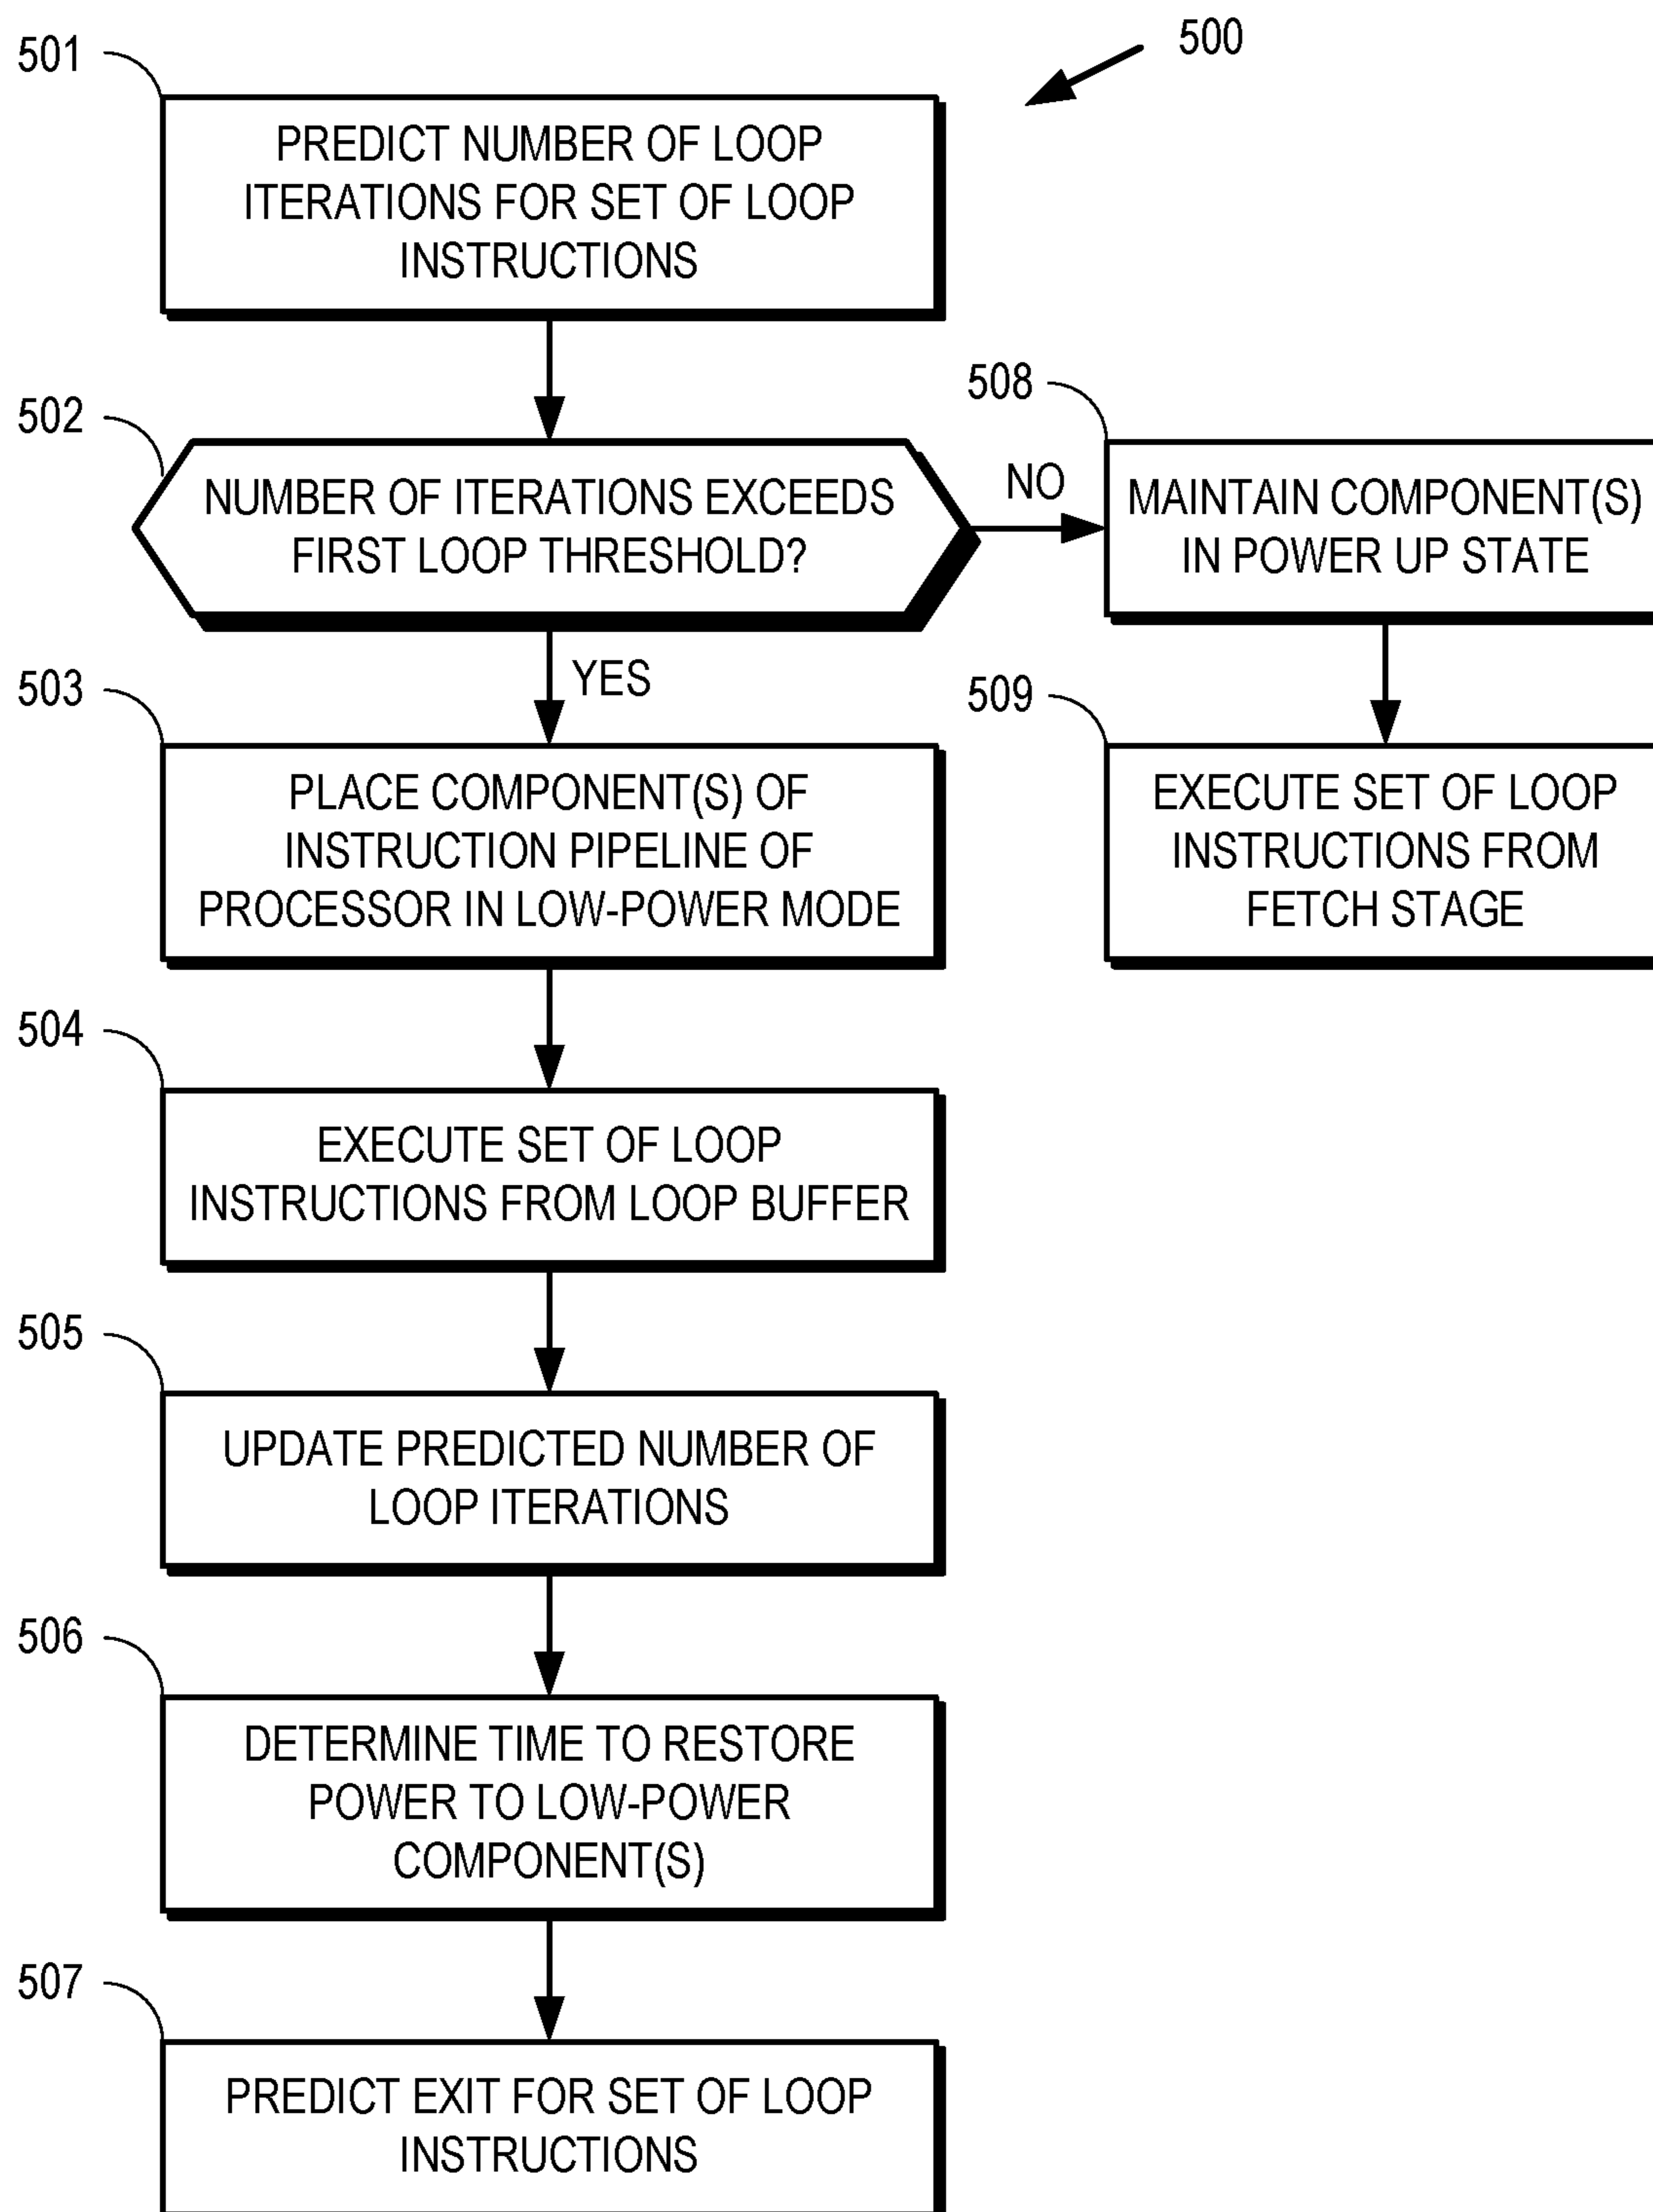 500
501
PREDICT NUMBER OF LOOP
ITERATIONS FOR SET OF LOOP
INSTRUCTIONS
502
NUMBER OF ITERATIONS EXCEEDS
FIRST LOOP THRESHOLD?
NO
508
MAINTAIN COMPONENT(S)
IN POWER UP STATE
YES
503
PLACE COMPONENT(S) OF
INSTRUCTION PIPELINE OF
PROCESSOR IN LOW-POWER MODE
509
EXECUTE SET OF LOOP
INSTRUCTIONS FROM
FETCH STAGE
504
EXECUTE SET OF LOOP
INSTRUCTIONS FROM LOOP BUFFER
505
UPDATE PREDICTED NUMBER OF
LOOP ITERATIONS
506
DETERMINE TIME TO RESTORE
POWER TO LOW-POWER
COMPONENT(S)
507
PREDICT EXIT FOR SET OF LOOP
INSTRUCTIONS